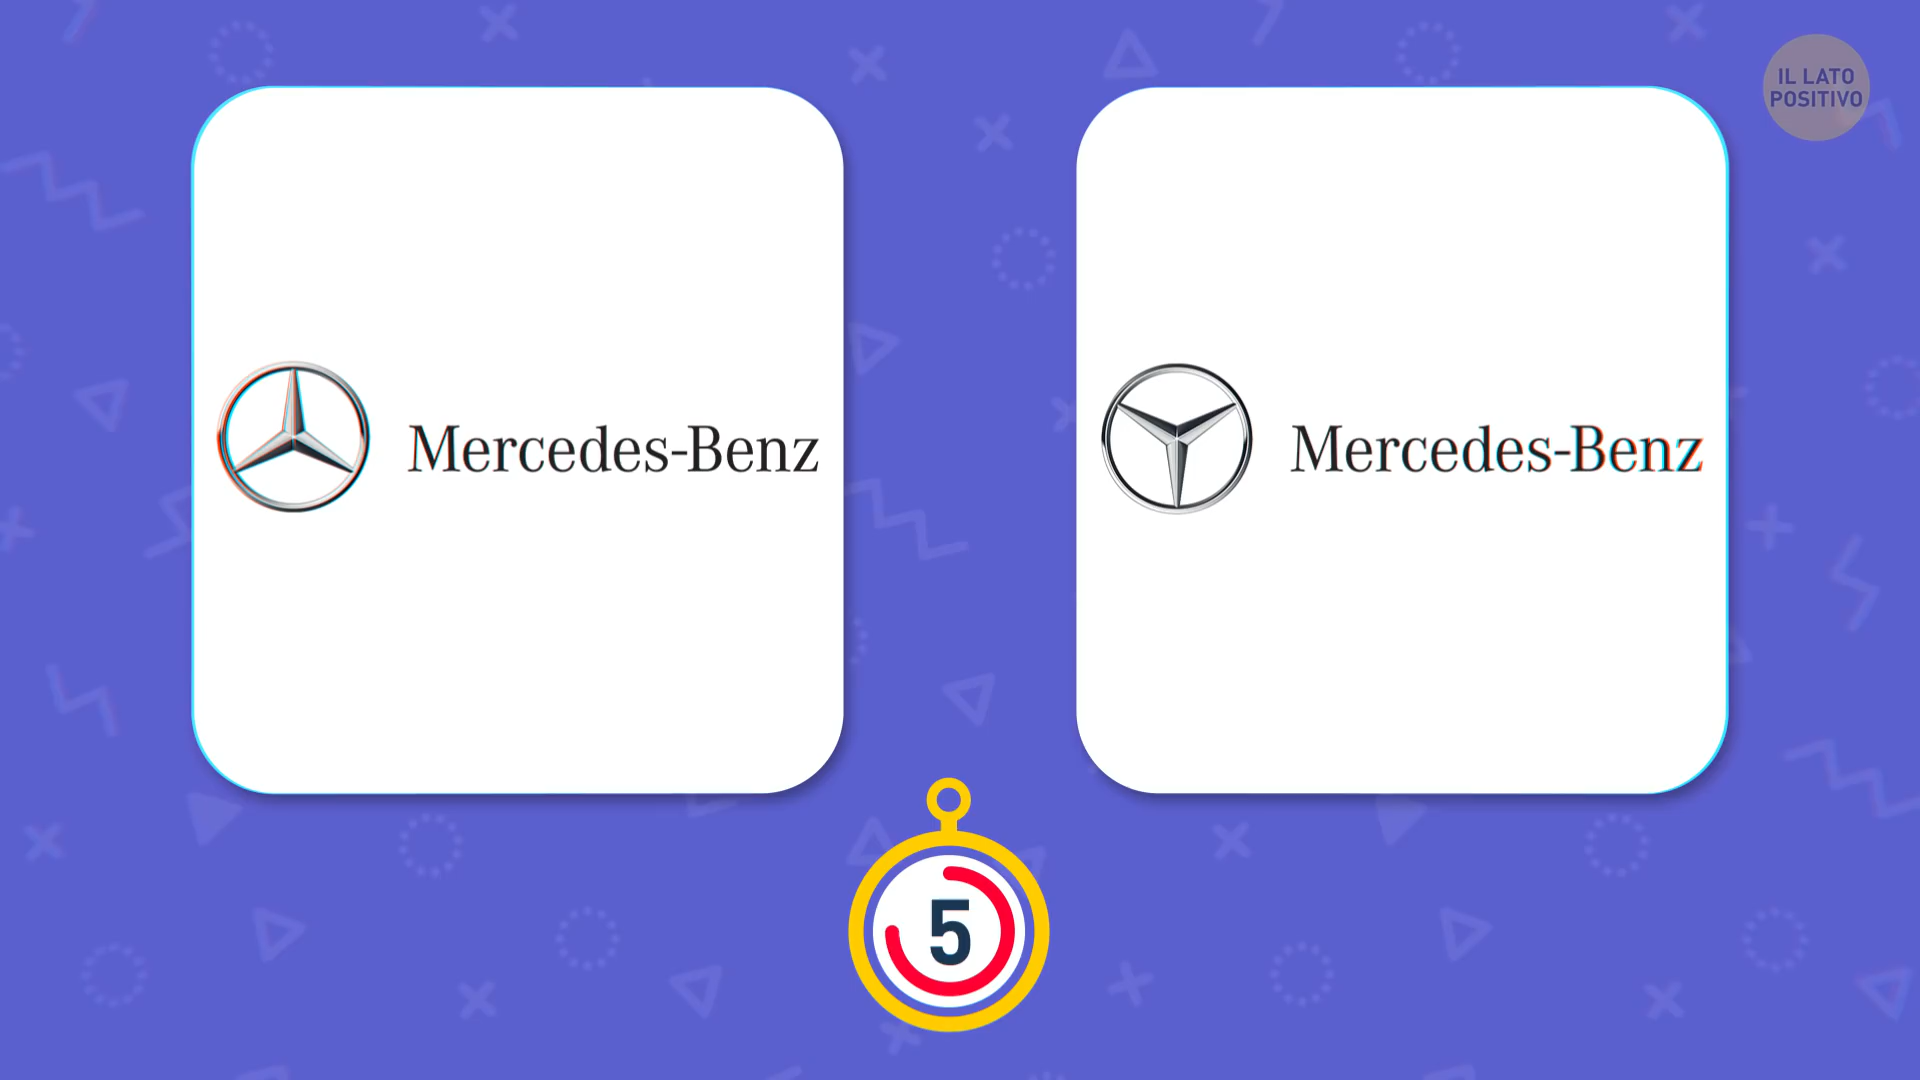 IL LATO
POSITIVO
Mercedes-Benz
Mercedes-Benz
5